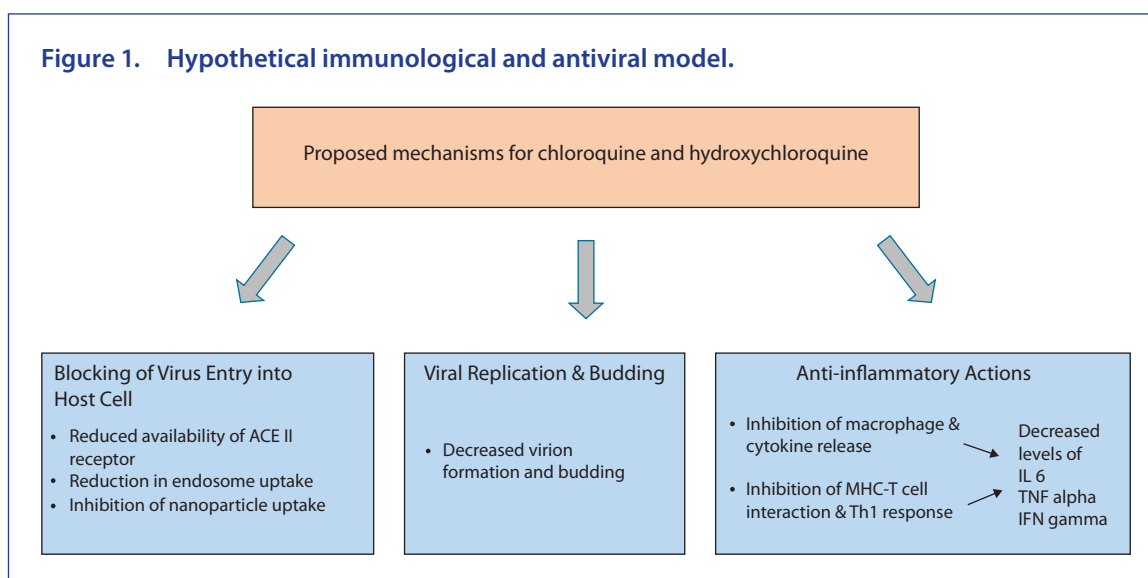 Figure 1. Hypothetical immunological and antiviral model.
Proposed mechanisms for chloroquine and hydroxychloroquine
Blocking of Virus Entry into
Host Cell
• Reduced availability of ACE II
receptor
• Reduction in endosome uptake
• Inhibition of nanoparticle uptake
Viral Replication & Budding
• Decreased virion
formation and budding
Anti-inflammatory Actions
• Inhibition of macrophage &
cytokine release
• Inhibition of MHC-T cell
interaction & Th1 response
Decreased
levels of
IL 6
TNF alpha
IFN gamma